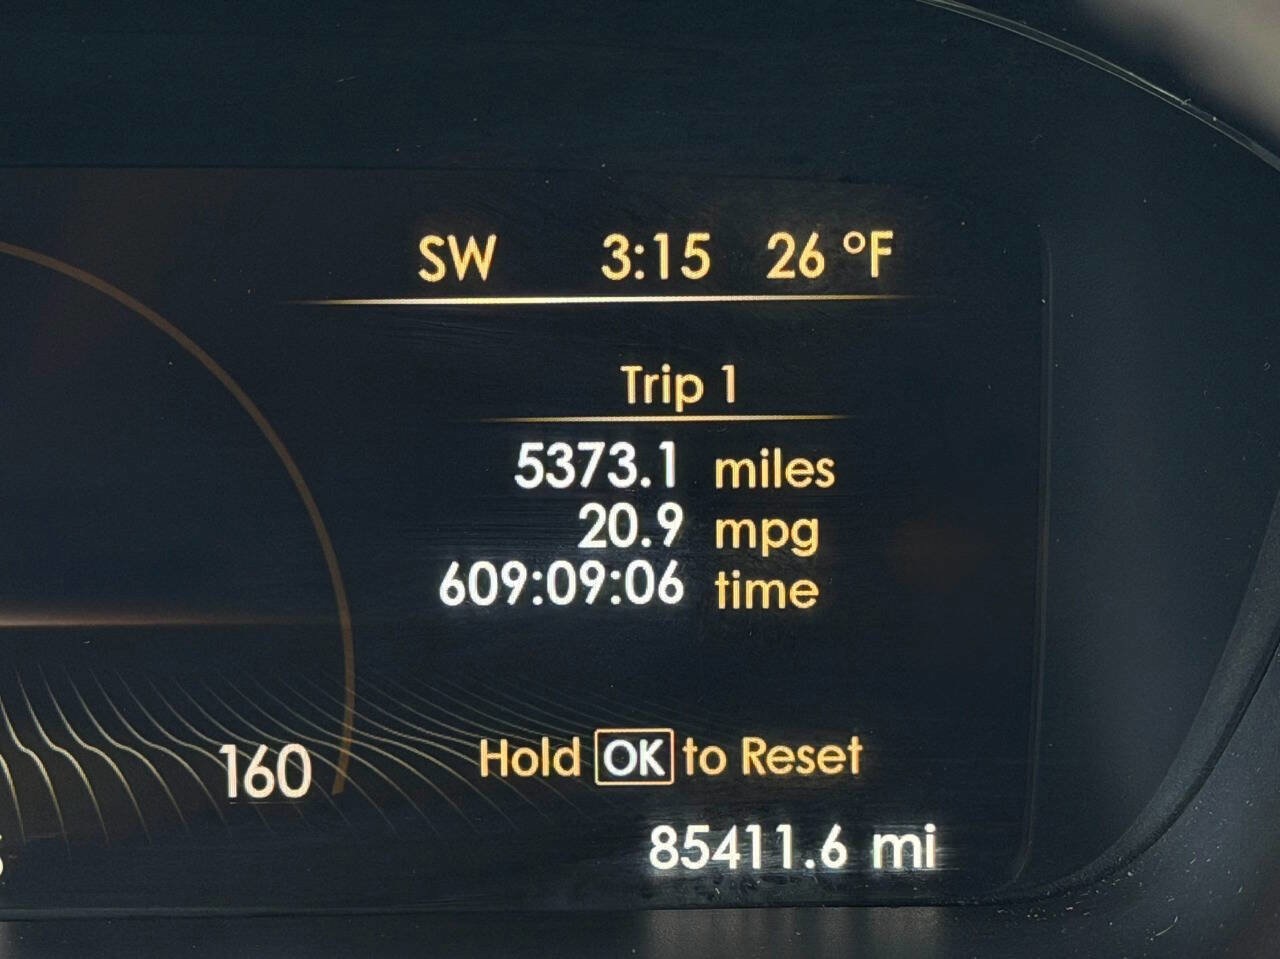 SW 3:15 26 °F
Trip 1
5373.1 miles
20.9 mpg
609:09:06 time
160
Hold OK to Reset
85411.6 mi